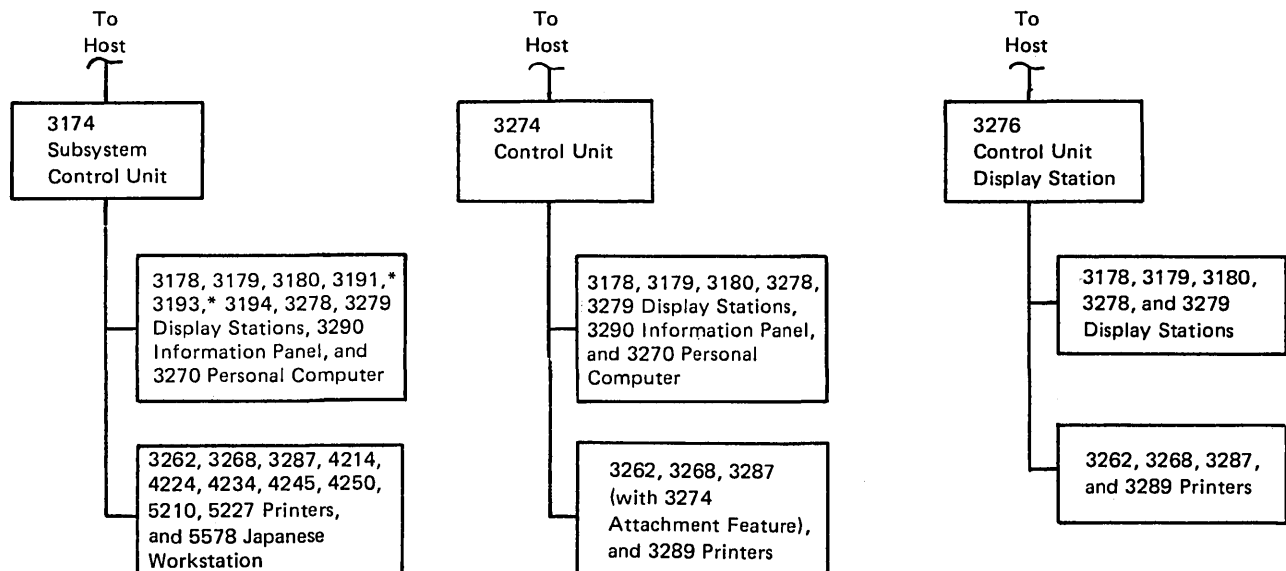 To
Host
3174
Subsystem
Control Unit
3178, 3179, 3180, 3191,*
3193,* 3194, 3278, 3279
Display Stations, 3290
Information Panel, and
3270 Personal Computer
3262, 3268, 3287, 4214,
4224, 4234, 4245, 4250,
5210, 5227 Printers,
and 5578 Japanese
Workstation
To
Host
3274
Control Unit
3178, 3179, 3180, 3278,
3279 Display Stations,
3290 Information Panel,
and 3270 Personal
Computer
3262, 3268, 3287
(with 3274
Attachment Feature),
and 3289 Printers
To
Host
3276
Control Unit
Display Station
3178, 3179, 3180,
3278, and 3279
Display Stations
3262, 3268, 3287,
and 3289 Printers